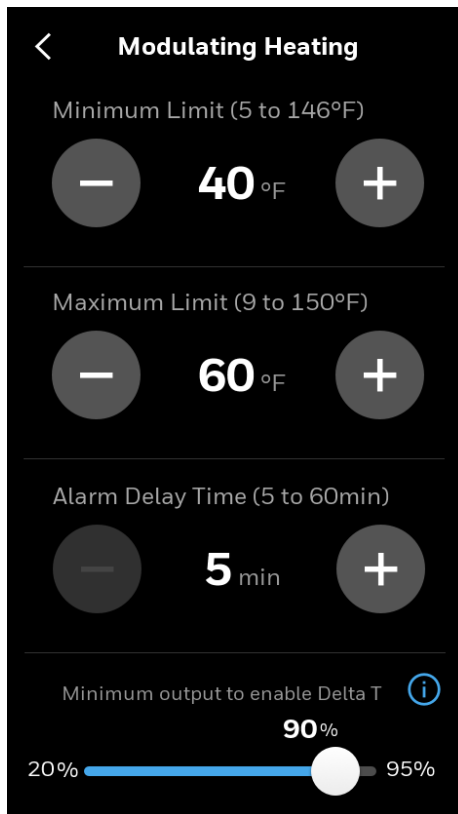 Modulating Heating
Minimum Limit (5 to 146°F)
40 °F
Maximum Limit (9 to 150°F)
60 °F
Alarm Delay Time (5 to 60min)
5 min
Minimum output to enable Delta T
90%
20% 95%